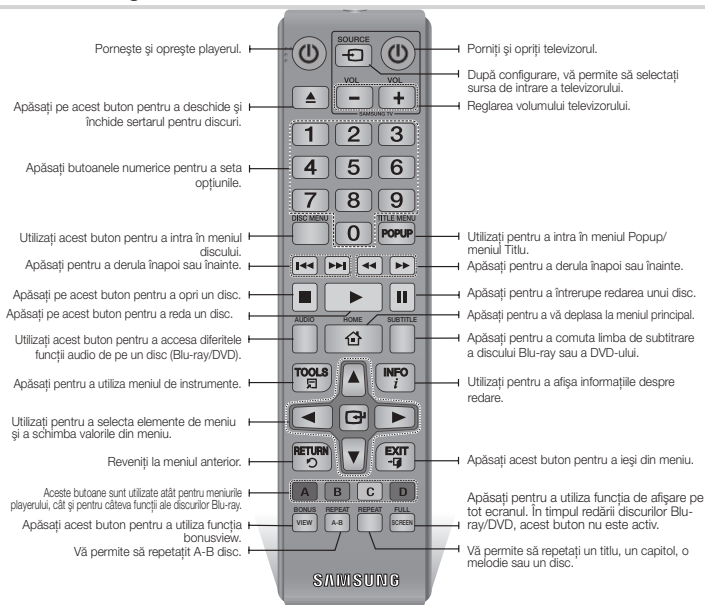 Porneşte şi opreşte playerul.
Apăsaţi pe acest buton pentru a deschide şi
închide sertarul pentru discuri.
Apăsaţi butoanele numerice pentru a seta
opţiunile.
Utilizaţi acest buton pentru a intra în meniul
discului.
Apăsaţi pentru a derula înapoi sau înainte.
Apăsaţi pe acest buton pentru a opri un disc.
Apăsaţi pe acest buton pentru a reda un disc.
Utilizaţi acest buton pentru a accesa diferitele
funcţii audio de pe un disc (Blu-ray/DVD).
Apăsaţi pentru a utiliza meniul de instrumente.
Utilizaţi pentru a selecta elemente de meniu
şi a schimba valorile din meniu.
Reveniţi la meniul anterior.
Aceste butoane sunt utilizate atât pentru meniurile
playerului, cât şi pentru câteva funcţii ale discurilor Blu-ray.
Apăsaţi acest buton pentru a utiliza funcţia
bonusview.
Vă permite să repetaţit A-B disc.
SOURCE
VOL VOL
SAMSUNG TV
1 2 3
4 5 6
7 8 9
DISC MENU TITLE MENU
0 POPUP
AUDIO HOME SUBTITLE
TOOLS INFO
i
RETURN EXIT
A B C D
BONUS REPEAT REPEAT FULL
VIEW A-B SCREEN
SAMSUNG
Porniţi şi opriţi televizorul.
După configurare, vă permite să selectaţi
sursa de intrare a televizorului.
Reglarea volumului televizorului.
Utilizaţi pentru a intra în meniul Popup/
meniul Titlu.
Apăsaţi pentru a derula înapoi sau înainte.
Apăsaţi pentru a întrerupe redarea unui disc.
Apăsaţi pentru a vă deplasa la meniul principal.
Apăsaţi pentru a comuta limba de subtitrare
a discului Blu-ray sau a DVD-ului.
Utilizaţi pentru a afişa informaţiile despre
redare.
Apăsaţi acest buton pentru a ieşi din meniu.
Apăsaţi pentru a utiliza funcţia de afişare pe
tot ecranul. În timpul redării discurilor Blu-
ray/DVD, acest buton nu este activ.
Vă permite să repetaţi un titlu, un capitol, o
melodie sau un disc.